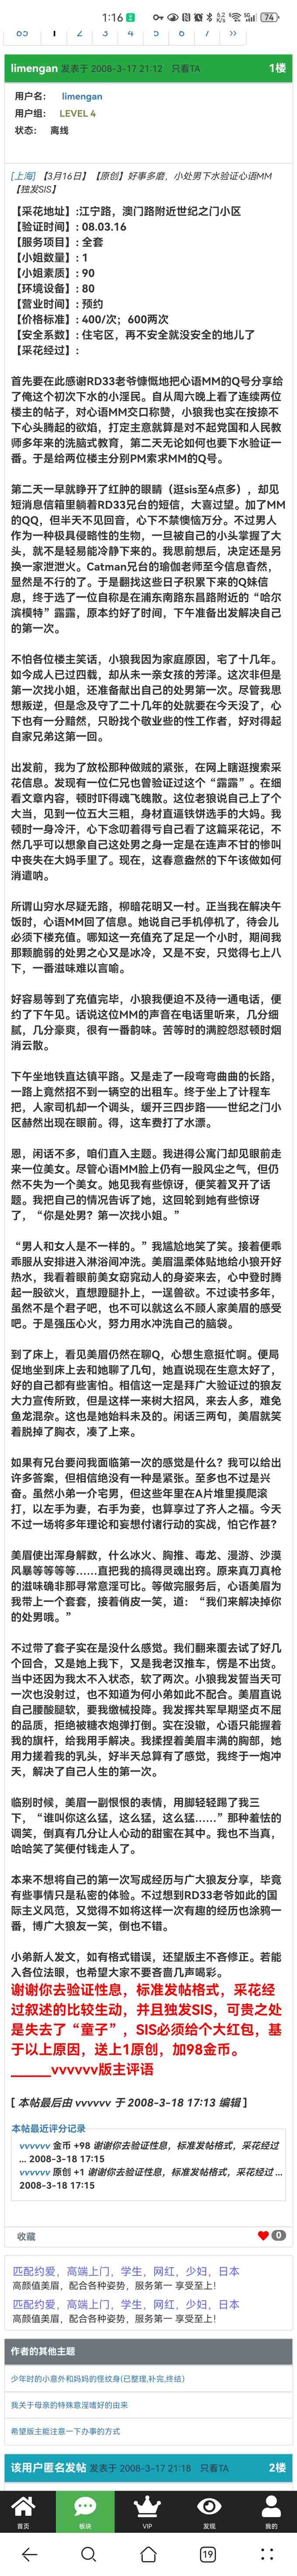 1:16
74
65
1
2
3
4
5
6
7
>>
limengan 发表于 2008-3-17 21:12 只看TA 1楼
用户名： limengan
用户组： LEVEL 4
状态： 离线
[上海] 【3月16日】【原创】好事多磨，小处男下水验证心语MM
【独发SIS】
【采花地址】:江宁路，澳门路附近世纪之门小区
【验证时间】: 08.03.16
【服务项目】: 全套
【小姐数量】: 1
【小姐素质】: 90
【环境设备】: 80
【营业时间】: 预约
【价格标准】: 400/次；600两次
【安全系数】: 住宅区，再不安全就没安全的地儿了
【采花经过】:
首先要在此感谢RD33老爷慷慨地把心语MM的Q号分享给
了俺这个初次下水的小淫民。自从周六晚上看了连续两位
楼主的帖子，对心语MM交口称赞，小狼我也实在按捺不
下心头腾起的欲焰，打定主意就算是对不起党国和人民教
师多年来的洗脑式教育，第二天无论如何也要下水验证一
番。于是给两位楼主分别PM索求MM的Q号。
第二天一早就睁开了红肿的眼睛（逛sis至4点多），却见
短消息信箱里躺着RD33兄台的短信，大喜过望。加了MM
的QQ，但半天不见回音，心下不禁懊恼万分。不过男人
作为一种极具侵略性的生物，一旦被自己的小头掌握了大
头，就不是轻易能冷静下来的。我思前想后，决定还是另
换一家泄泄火。Catman兄台的瑜伽老师至今信息杳然，
显然是不行的了。于是翻找这些日子积累下来的Q妹信
息，终于选了一位自称是在浦东南路东昌路附近的“哈尔
滨模特”露露，原本约好了时间，下午准备出发解决自己
的第一次。
不怕各位楼主笑话，小狼我因为家庭原因，宅了十几年。
如今成人已过四载，却从未一亲女孩的芳泽。这次非但是
第一次找小姐，还准备献出自己的处男第一次。尽管我思
想叛逆，但是念及守了二十几年的处就要在今天没了，心
下也有一分黯然，只盼找个敬业些的性工作者，好对得起
自家兄弟这第一回。
出发前，我为了放松那种做贼的紧张，在网上瞎逛搜索采
花信息。发现有一位仁兄也曾验证过这个“露露”。在细
看文章内容，顿时吓得魂飞魄散。这位老狼说自己上了个
大当，见到一位五大三粗，身材直逼铁饼选手的大妈。我
顿时一身冷汗，心下念叨着得亏自己看了这篇采花记，不
然几乎可以想象自己这处男之身一定是在连声不甘的惨叫
中丧失在大妈手里了。现在，这春意盎然的下午该做如何
消遣呐。
所谓山穷水尽疑无路，柳暗花明又一村。正当我在解决午
饭时，心语MM回了信息。她说自己手机停机了，待会儿
必须下楼充值。哪知这一充值充了足足一个小时，期间我
那颗脆弱的处男之心又是冰冷，又是不安，只觉得七上八
下，一番滋味难以言喻。
好容易等到了充值完毕，小狼我便迫不及待一通电话，便
约了下午见。话说这位MM的声音在电话里听来，几分细
腻，几分豪爽，很有一番韵味。苦等时的满腔怨怼顿时烟
消云散。
下午坐地铁直达镇平路。又是走了一段弯弯曲曲的长路，
一路上竟然招不到一辆空的出租车。终于坐上了计程车
把，人家司机却一个调头，缓开三四步路——世纪之门小
区赫然出现在眼前。得，这车费打了水漂。
恩，闲话不多，咱们直入主题。我进得公寓门却见眼前走
来一位美女。尽管心语MM脸上仍有一股风尘之气，但仍
然不失为一个美女。她见我有些惊讶，便笑着叉开了话
题。我把自己的情况告诉了她，这回轮到她有些惊讶
了，“你是处男？第一次找小姐。”
“男人和女人是不一样的。”我尴尬地笑了笑。接着便乖
乖服从安排进入淋浴间冲洗。美眉温柔体贴地给小狼开好
热水，我看着眼前美女窈窕动人的身姿来去，心中登时腾
起一股欲火，直想蹬腿扑上，一逞兽欲。不过读书多年，
虽然不是个君子吧，也不可以就这么不顾人家美眉的感受
吧。于是强压心火，努力用水冲洗自己的脑袋。
到了床上，看见美眉仍然在聊Q，心想生意挺忙啊。便局
促地坐到床上去和她聊了几句，她直说现在生意太好了，
好的自己都有些害怕。相信这一定是拜广大验证过的狼友
大力宣传所致，但是这样一来树大招风，来去人多，难免
鱼龙混杂。这也是她始料未及的。闲话三两句，美眉就笑
着脱掉了胸衣，凑了上来。
如果有兄台要问我面临第一次的感觉是什么？我可以给出
许多答案，但相信绝没有一种是紧张。至多也不过是兴
奋。虽然小弟一介宅男，但这些年里在A片堆里摸爬滚
打，以左手为妻，右手为妾，也算享过了齐人之福。今天
不过一场将多年理论和妄想付诸行动的实战，怕它作甚？
美眉使出浑身解数，什么冰火、胸推、毒龙、漫游、沙漠
风暴等等等等……直把我的搞得灵魂出窍。原来真刀真枪
的滋味确非那寻常意淫可比。等做完服务后，心语美眉为
我带上一个套套，接着俏皮一笑，道：“我们来解决掉你
的处男哦。”
不过带了套子实在是没什么感觉。我们翻来覆去试了好几
个回合，又是她上我下，又是我老汉推车，愣是不出货。
当中还因为我太不入状态，软了两次。小狼我发誓当天可
一次也没射过，也不知道为何小弟如此不配合。美眉直说
自己腰酸腿软，要我缴械投降。我发挥共军早期坚贞不屈
的品质，拒绝被糖衣炮弹打倒。实在没辙，心语只能握着
我的旗杆，给我用手解决。我揉捏着美眉丰满的胸部，她
用力搓着我的乳头，好半天总算有了感觉，我终于一炮冲
天，解决了自己人生的第一次。
临别时候，美眉一副恨恨的表情，用脚轻轻踢了我三
下，“谁叫你这么猛，这么猛，这么猛……”那种羞怯的
调笑，倒真有几分让人心动的甜蜜在其中。我也不当真，
哈哈笑了笑便付钱走人了。
本来不想将自己的第一次写成经历与广大狼友分享，毕竟
有些事情只是私密的体验。不过想到RD33老爷如此的国
际主义风范，又觉得不如将这样一次有趣的经历也涂鸦一
番，博广大狼友一笑，倒也不错。
小弟新人发文，如有格式错误，还望版主不吝修正。若能
入各位法眼，也希望大家不要吝啬几声喝彩。
谢谢你去验证性息，标准发帖格式，采花经
过叙述的比较生动，并且独发SIS，可贵之处
是失去了“童子”，SIS必须给个大红包，基
于以上原因，送上1原创，加98金币。
_____vvvvvv版主评语
[ 本帖最后由 vvvvvv 于 2008-3-18 17:13 编辑 ]
本帖最近评分记录
vvvvvv 金币 +98 谢谢你去验证性息，标准发帖格式，采花经过
... 2008-3-18 17:15
vvvvvv 原创 +1 谢谢你去验证性息，标准发帖格式，采花经过 ...
2008-3-18 17:15
收藏 0
匹配约爱，高端上门，学生，网红，少妇，日本
高颜值美眉，配合各种姿势，服务第一 享受至上！
匹配约爱，高端上门，学生，网红，少妇，日本
高颜值美眉，配合各种姿势，服务第一 享受至上！
作者的其他主题
少年时的小意外和妈妈的怪纹身(已整理,补完,终结)
我关于母亲的特殊意淫嗜好的由来
希望版主能注意一下办事的方式
该用户匿名发帖 发表于 2008-3-17 21:18 只看TA 2楼
首页
板块
VIP
发现
我的
19